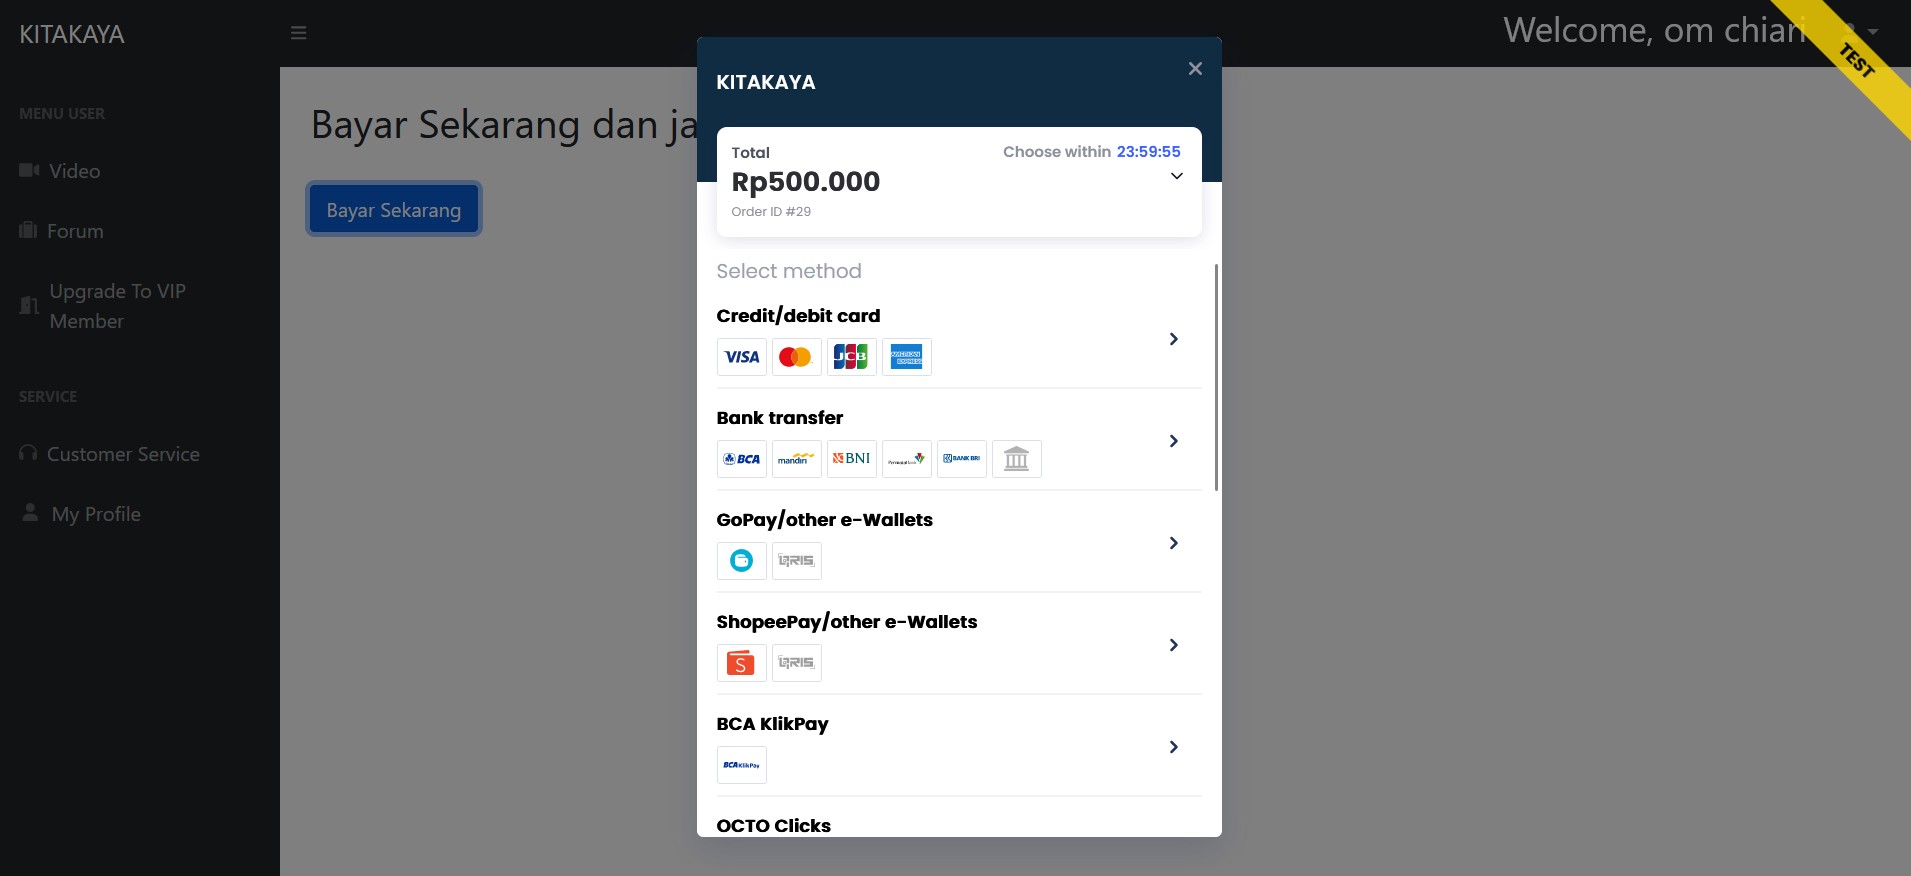 KITAKAYA
Welcome, om chiari
TEST
MENU USER
Video
Forum
Upgrade To VIP
Member
SERVICE
Customer Service
My Profile
Bayar Sekarang dan ja
Bayar Sekarang
KITAKAYA
Total
Choose within 23:59:55
Rp500.000
Order ID #29
Select method
Credit/debit card
VISA
JCB
AMERICAN
EXPRESS
Bank transfer
BCA
mandiri
BNI
PermataBank
BANK BRI
GoPay/other e-Wallets
QRIS
ShopeePay/other e-Wallets
S
QRIS
BCA KlikPay
BCA KlikPay
OCTO Clicks